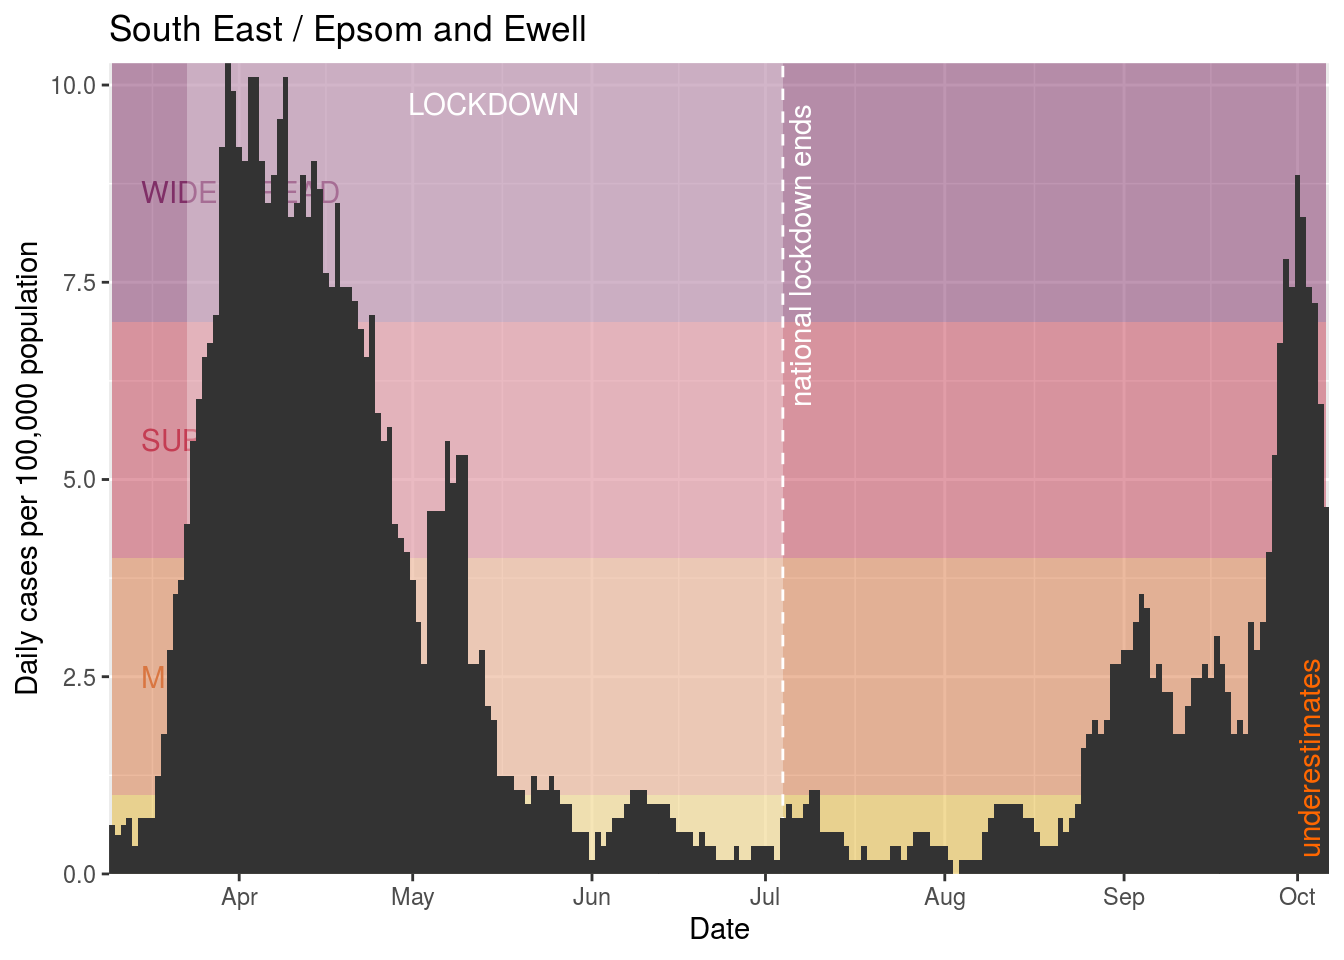 South East / Epsom and Ewell
Daily cases per 100,000 population
10.0
7.5
5.0
2.5
0.0
LOCKDOWN
national lockdown ends
underestimates
Apr
May
Jun
Jul
Aug
Sep
Oct
Date